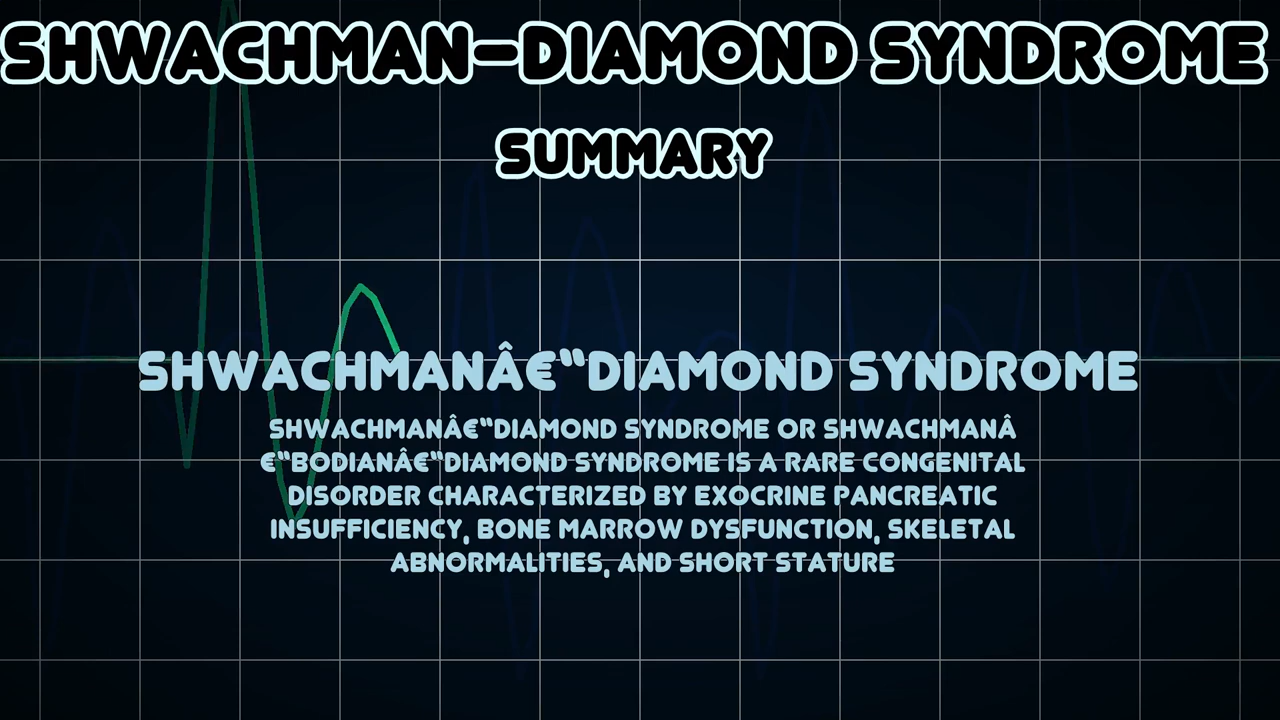 SHWACHMAN–DIAMOND SYNDROME
SUMMARY
SHWACHMANÂ€“DIAMOND SYNDROME
SHWACHMANÂ€“DIAMOND SYNDROME OR SHWACHMANÂ
€“BODIANÂ€“DIAMOND SYNDROME IS A RARE CONGENITAL
DISORDER CHARACTERIZED BY EXOCRINE PANCREATIC
INSUFFICIENCY, BONE MARROW DYSFUNCTION, SKELETAL
ABNORMALITIES, AND SHORT STATURE